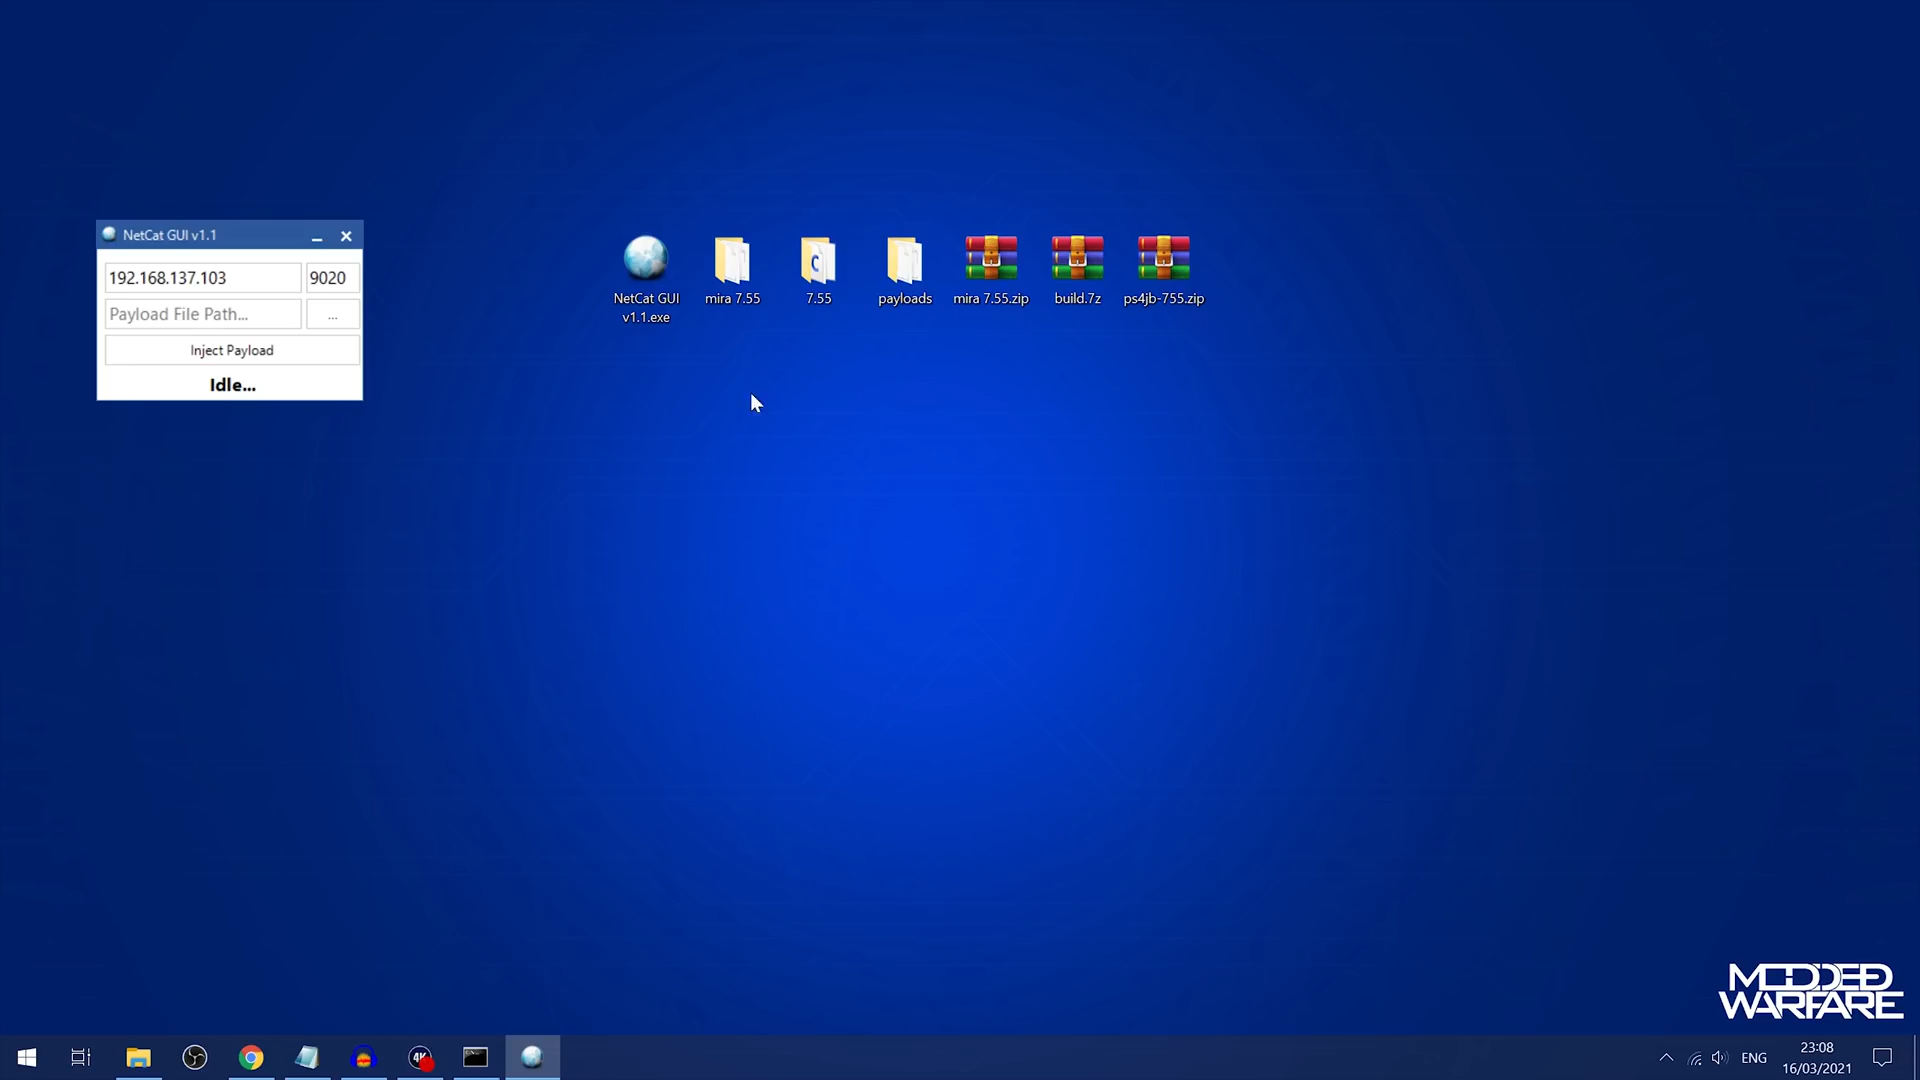 NetCat GUI v1.1
192.168.137.103
9020
Payload File Path...
...
Inject Payload
Idle...
NetCat GUI
v1.1.exe
mira 7.55
7.55
payloads
mira 7.55.zip
build.7z
ps4jb-755.zip
MODDED
WARFARE
4K
ENG
23:08
16/03/2021